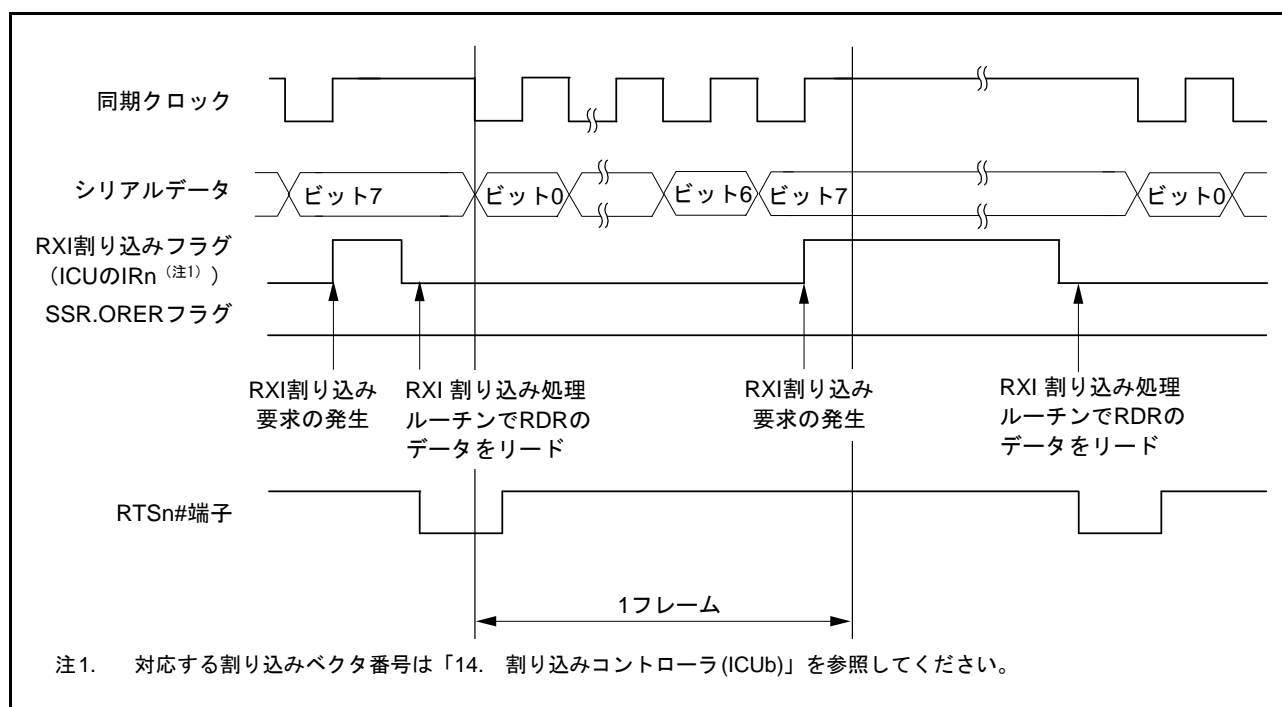 同期クロック
シリアルデータ
ビット7
ビット0
ビット6
ビット7
ビット0
RXI割り込みフラグ
（ICUのIRn（注1））
SSR.ORERフラグ
RXI割り込み
要求の発生
RXI 割り込み処理
ルーチンでRDRの
データをリード
RXI割り込み
要求の発生
RXI 割り込み処理
ルーチンでRDRの
データをリード
RTSn#端子
1フレーム
注1. 対応する割り込みベクタ番号は「14. 割り込みコントローラ(ICUb)」を参照してください。